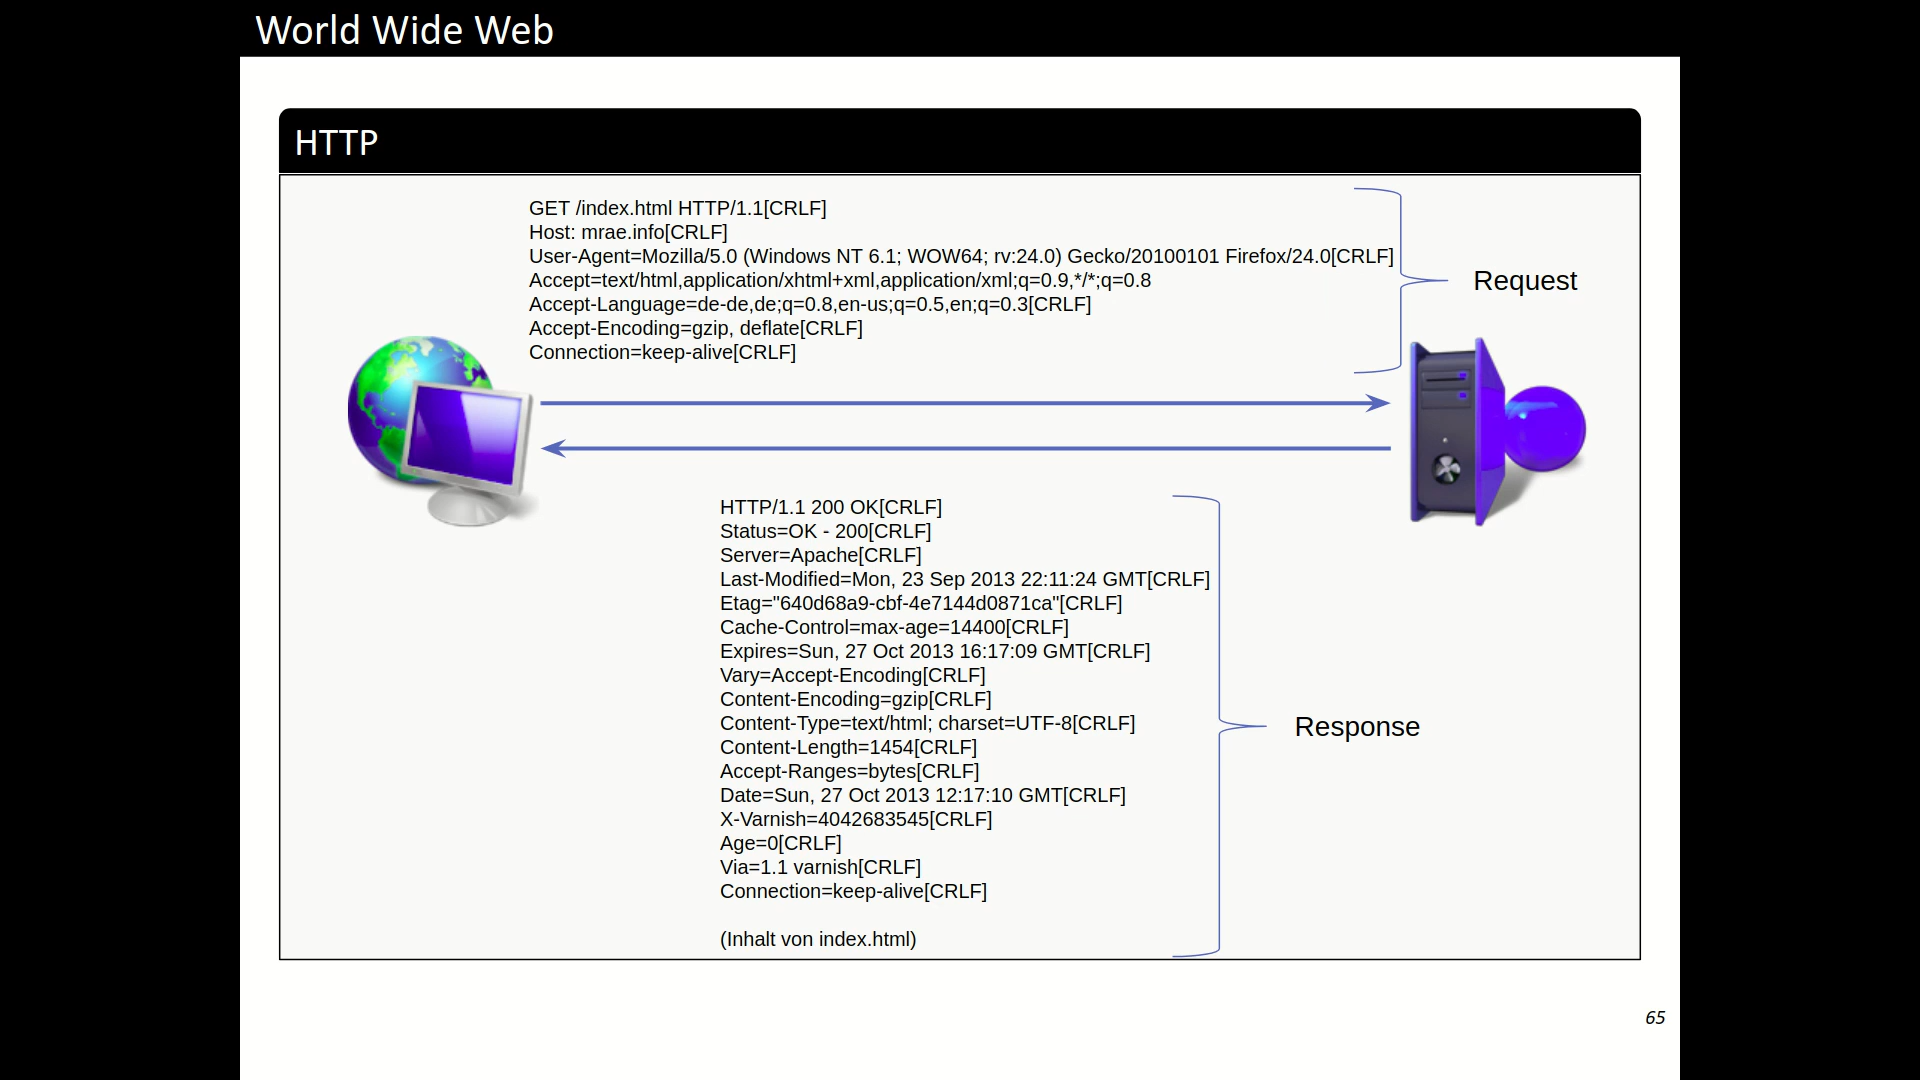 World Wide Web
HTTP
GET /index.html HTTP/1.1[CRLF]
Host: mrae.info[CRLF]
User-Agent=Mozilla/5.0 (Windows NT 6.1; WOW64; rv:24.0) Gecko/20100101 Firefox/24.0[CRLF]
Accept=text/html,application/xhtml+xml,application/xml;q=0.9,*/*;q=0.8
Accept-Language=de-de,de;q=0.8,en-us;q=0.5,en;q=0.3[CRLF]
Accept-Encoding=gzip, deflate[CRLF]
Connection=keep-alive[CRLF]
Request
HTTP/1.1 200 OK[CRLF]
Status=OK - 200[CRLF]
Server=Apache[CRLF]
Last-Modified=Mon, 23 Sep 2013 22:11:24 GMT[CRLF]
Etag="640d68a9-cbf-4e7144d0871ca"[CRLF]
Cache-Control=max-age=14400[CRLF]
Expires=Sun, 27 Oct 2013 16:17:09 GMT[CRLF]
Vary=Accept-Encoding[CRLF]
Content-Encoding=gzip[CRLF]
Content-Type=text/html; charset=UTF-8[CRLF]
Content-Length=1454[CRLF]
Accept-Ranges=bytes[CRLF]
Date=Sun, 27 Oct 2013 12:17:10 GMT[CRLF]
X-Varnish=4042683545[CRLF]
Age=0[CRLF]
Via=1.1 varnish[CRLF]
Connection=keep-alive[CRLF]
(Inhalt von index.html)
Response
65